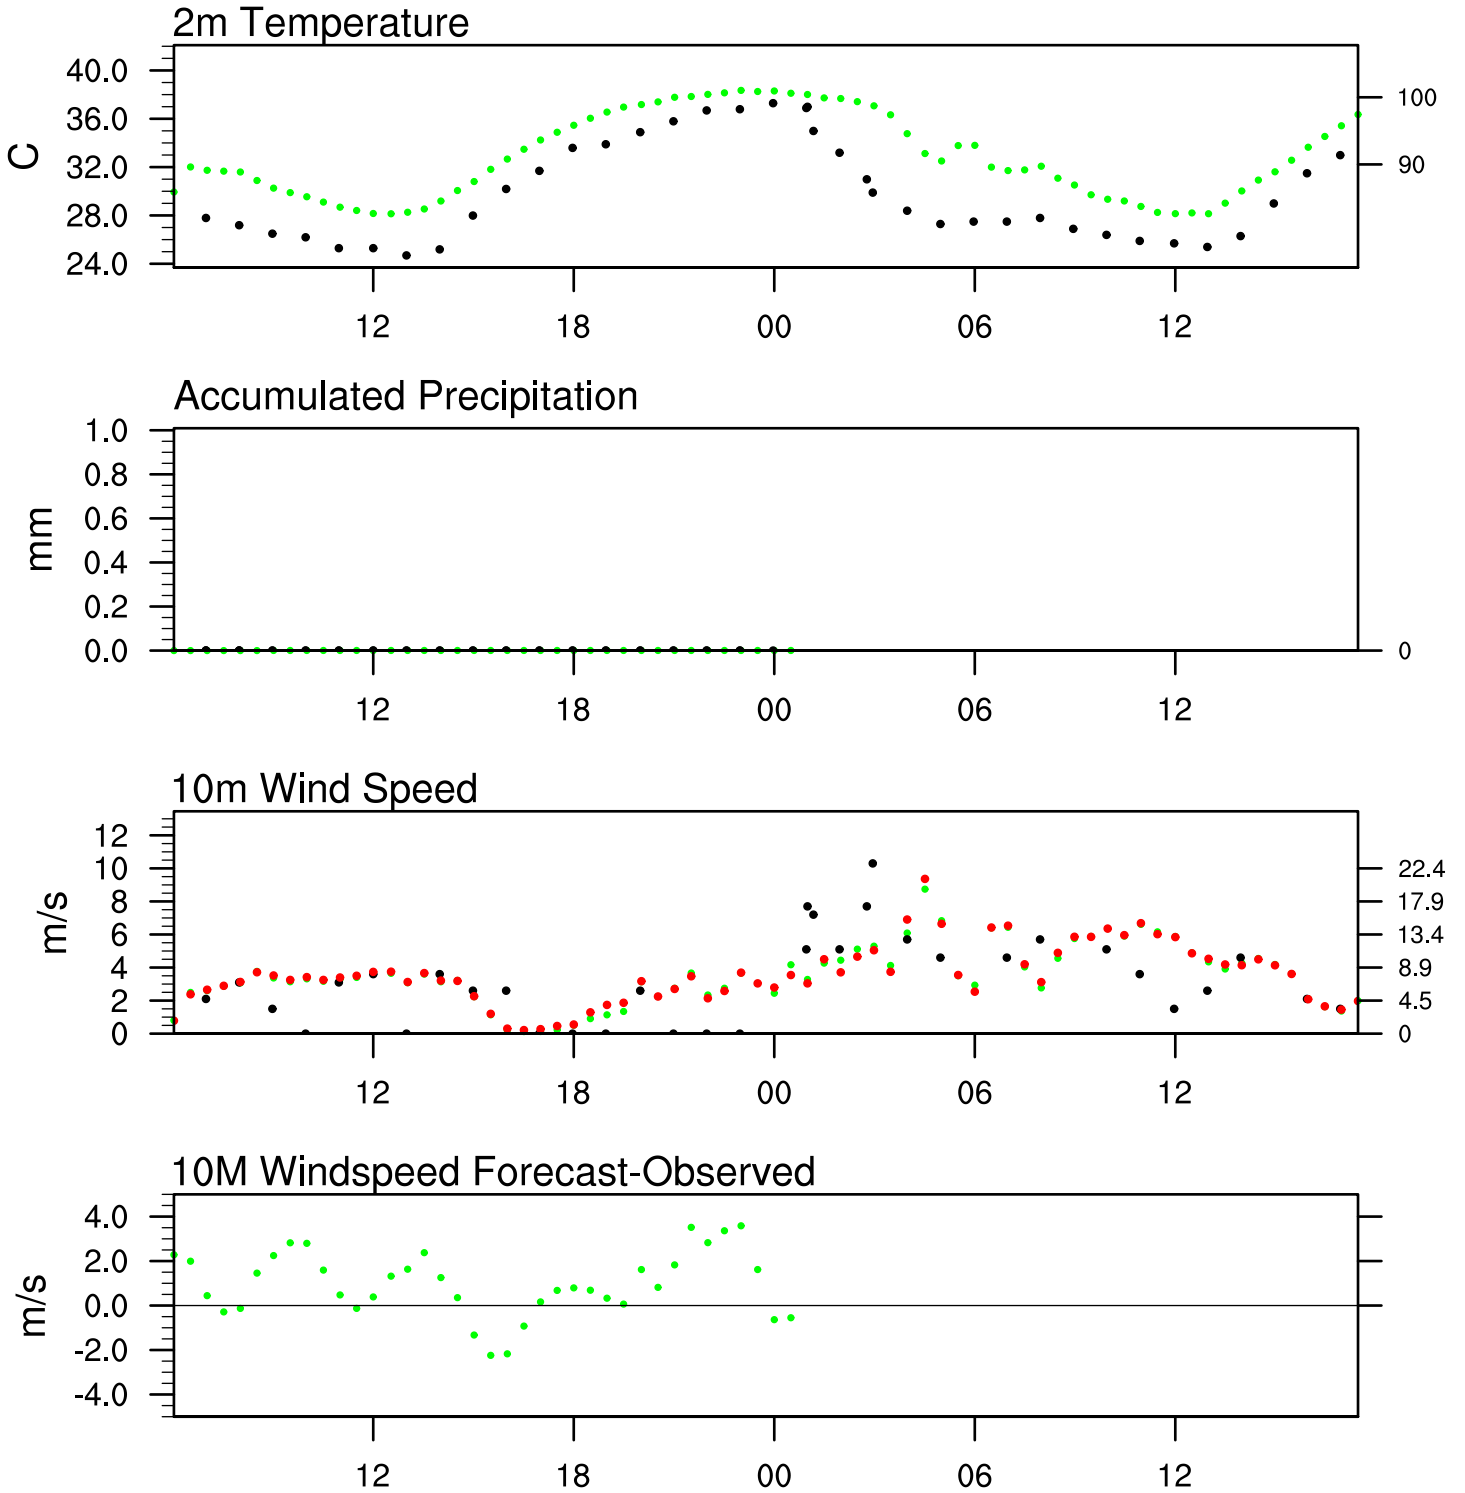 2m Temperature
40.0
36.0
32.0
28.0
24.0
C
100
90
12 18 00 06 12
Accumulated Precipitation
1.0
0.8
0.6
0.4
0.2
0.0
mm
0
12 18 00 06 12
10m Wind Speed
12
10
8
6
4
2
0
m/s
22.4
17.9
13.4
8.9
4.5
0
12 18 00 06 12
10M Windspeed Forecast-Observed
4.0
2.0
0.0
-2.0
-4.0
m/s
12 18 00 06 12